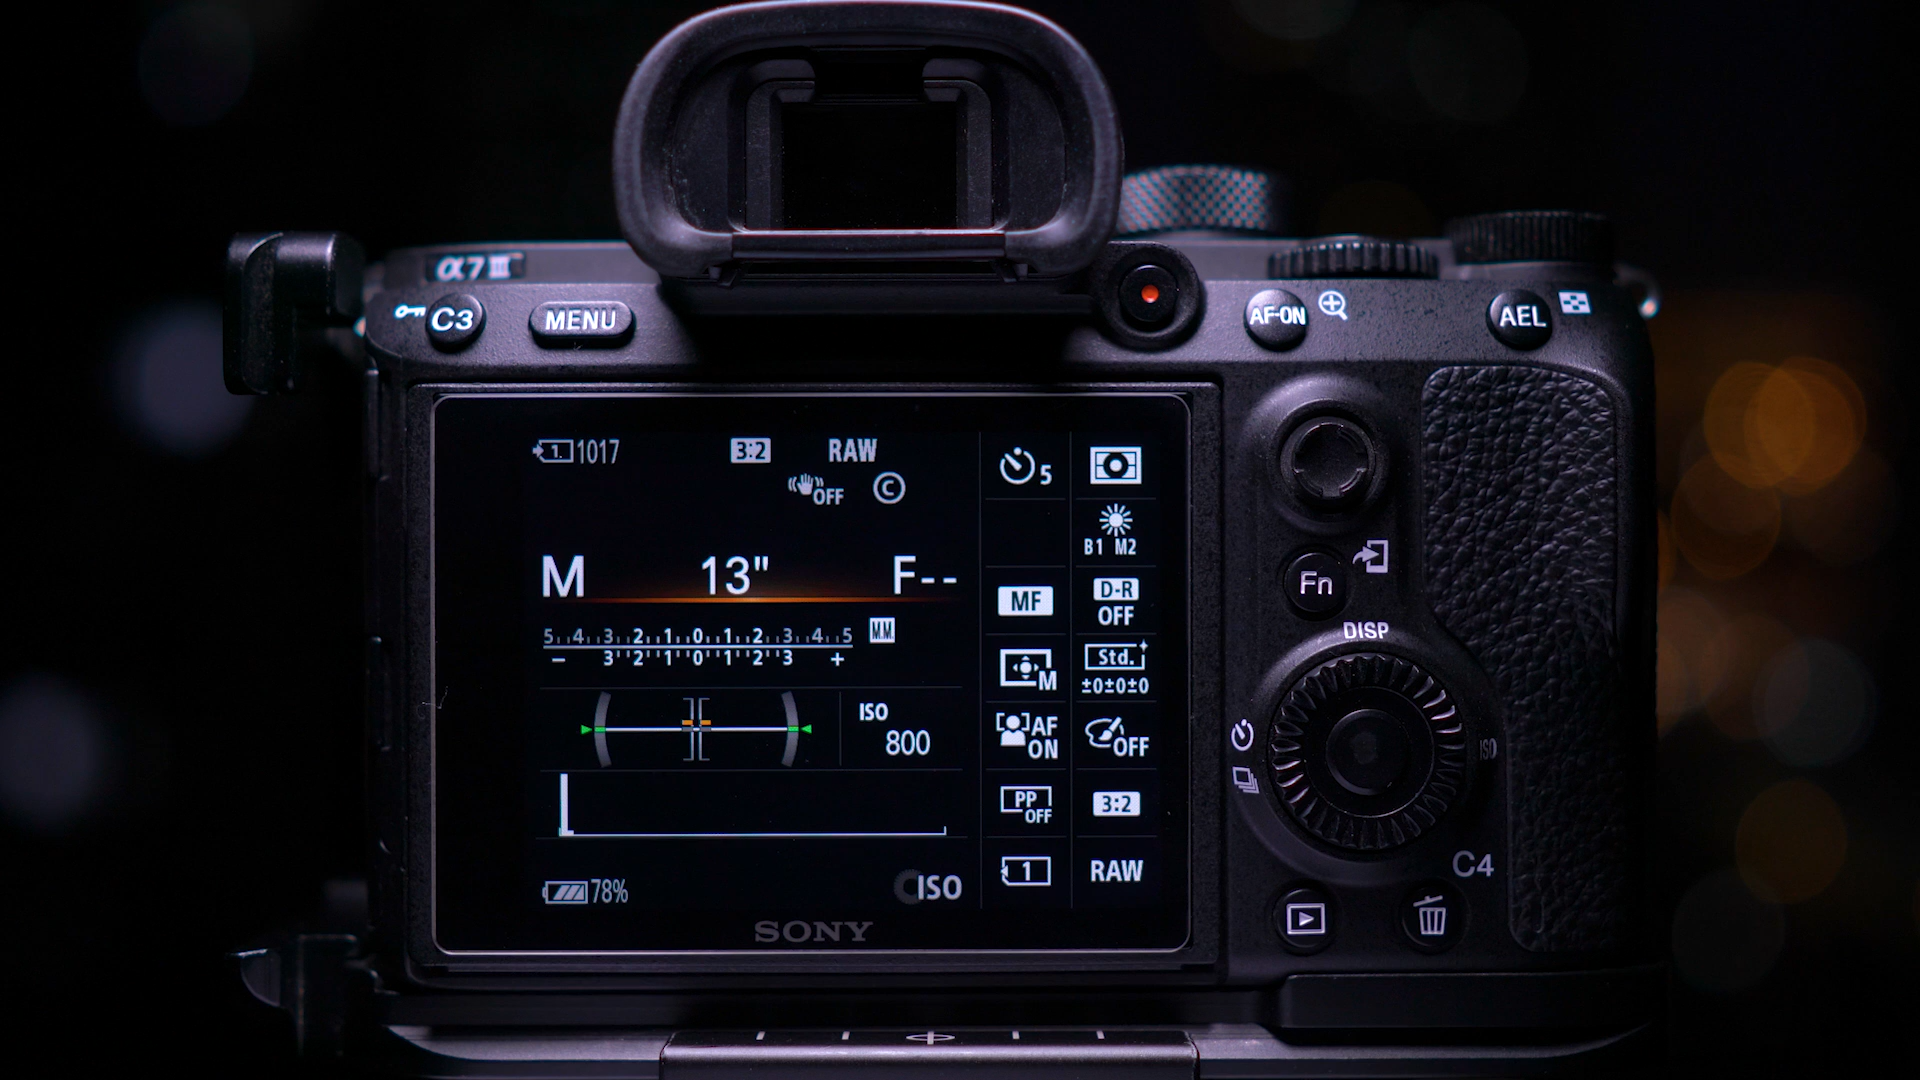 α7III
C3
MENU
AF-ON
AEL
1. 1017
3:2
RAW
OFF
C
M 13" F--
5 4 3 2 1 0 1 2 3 4 5
M.M.
− 3 2 1 0 1 2 3 +
ISO
800
78%
ISO
5
MF
M
AF
ON
PP
OFF
1
B1 M2
D-R
OFF
Std.
±0±0±0
OFF
3:2
RAW
SONY
Fn
DISP
ISO
C4